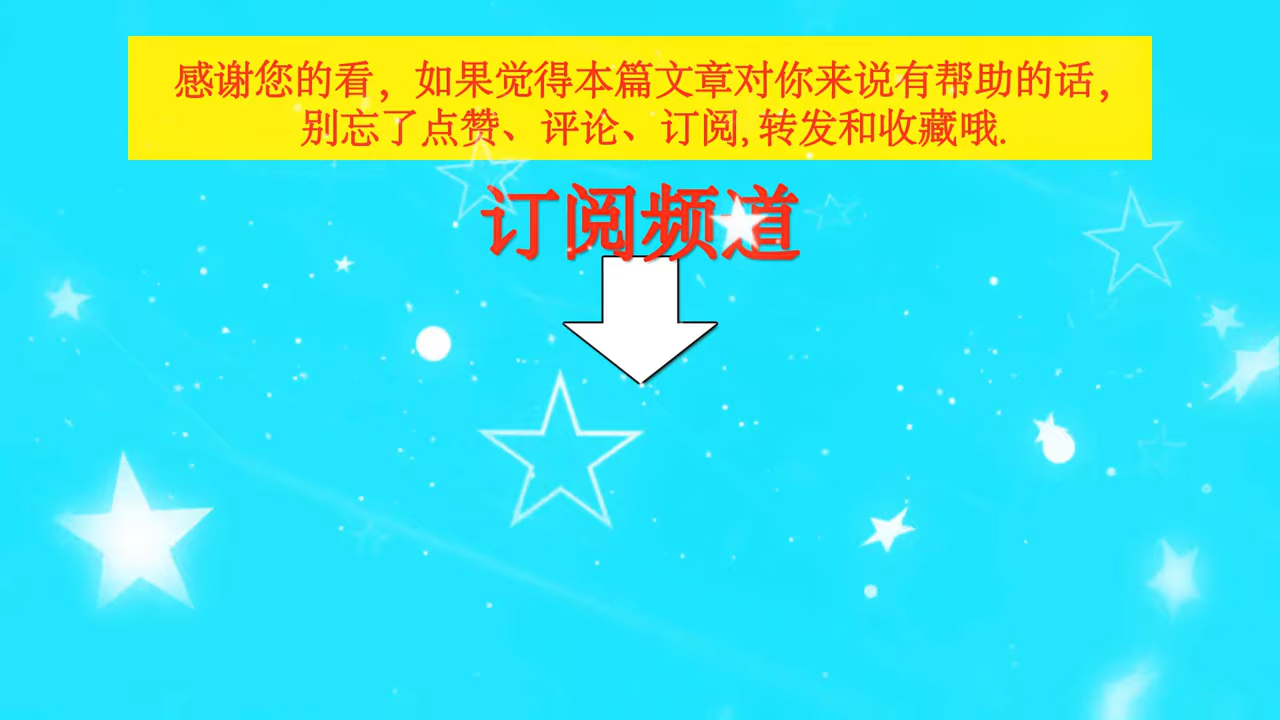 感谢您的看，如果觉得本篇文章对你来说有帮助的话，
别忘了点赞、评论、订阅,转发和收藏哦.
订阅频道